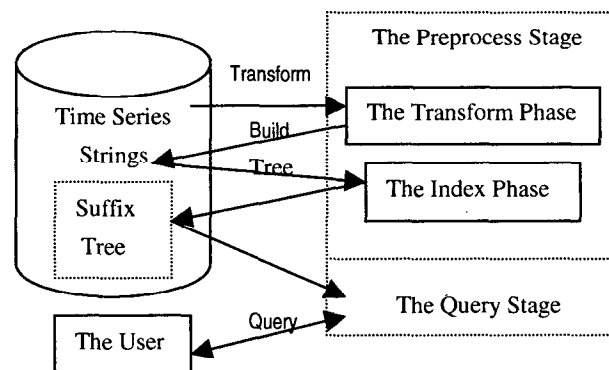 The Preprocess Stage
Transform
Time Series
The Transform Phase
Build
Strings
Tree
The Index Phase
Suffix
Tree
The Query Stage
Query
The User